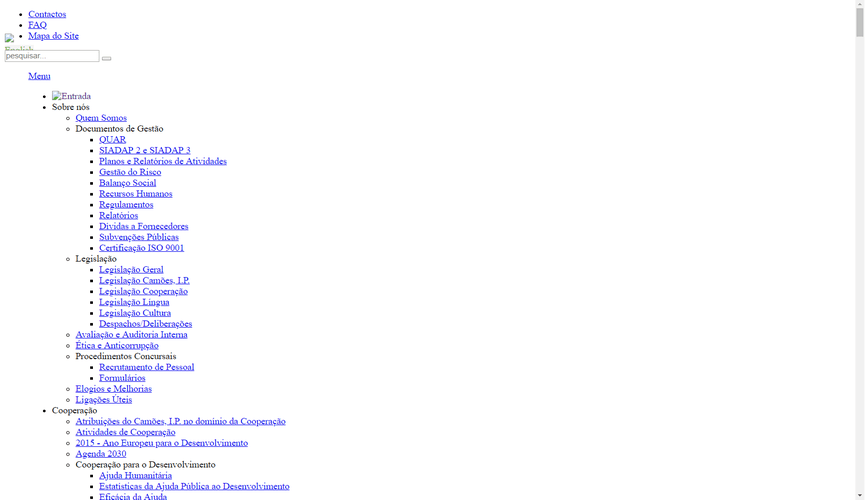 Contactos
FAQ
Mapa do Site
pesquisar...
Menu
Entrada
Sobre nós
Quem Somos
Documentos de Gestão
QUAR
SIADAP 2 e SIADAP 3
Planos e Relatórios de Atividades
Gestão do Risco
Balanço Social
Recursos Humanos
Regulamentos
Relatórios
Dívidas a Fornecedores
Subvenções Públicas
Certificação ISO 9001
Legislação
Legislação Geral
Legislação Camões, I.P.
Legislação Cooperação
Legislação Língua
Legislação Cultura
Despachos/Deliberações
Avaliação e Auditoria Interna
Ética e Anticorrupção
Procedimentos Concursais
Recrutamento de Pessoal
Formulários
Elogios e Melhorias
Ligações Úteis
Cooperação
Atribuições do Camões, I.P. no domínio da Cooperação
Atividades de Cooperação
2015 - Ano Europeu para o Desenvolvimento
Agenda 2030
Cooperação para o Desenvolvimento
Ajuda Humanitária
Estatísticas da Ajuda Pública ao Desenvolvimento
Eficácia da Ajuda